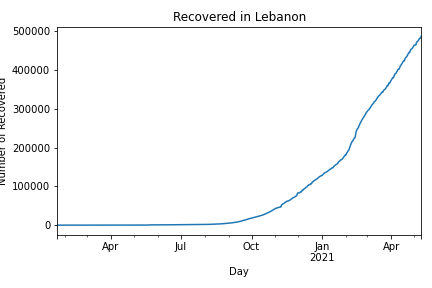 Recovered in Lebanon
500000
400000
300000
200000
100000
0
Number of Recovered
Apr
Jul
Oct
Jan
2021
Apr
Day